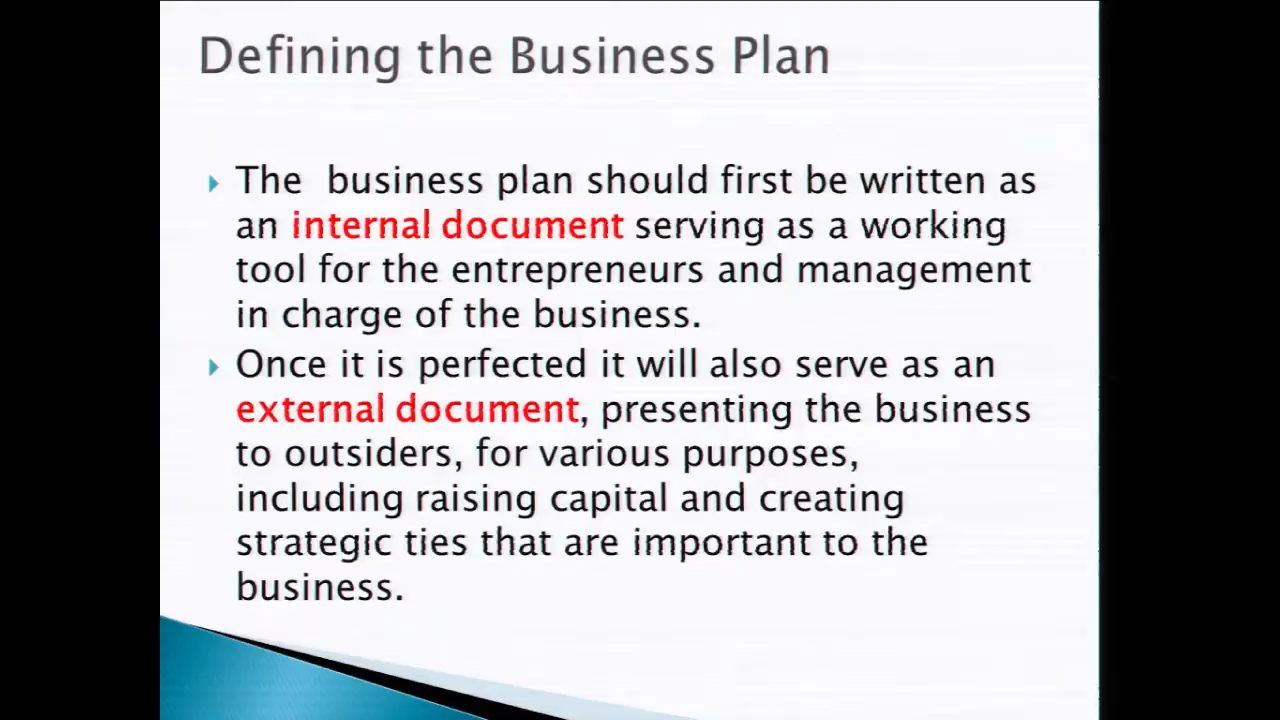 Defining the Business Plan
The business plan should first be written as
an internal document serving as a working
tool for the entrepreneurs and management
in charge of the business.
Once it is perfected it will also serve as an
external document, presenting the business
to outsiders, for various purposes,
including raising capital and creating
strategic ties that are important to the
business.